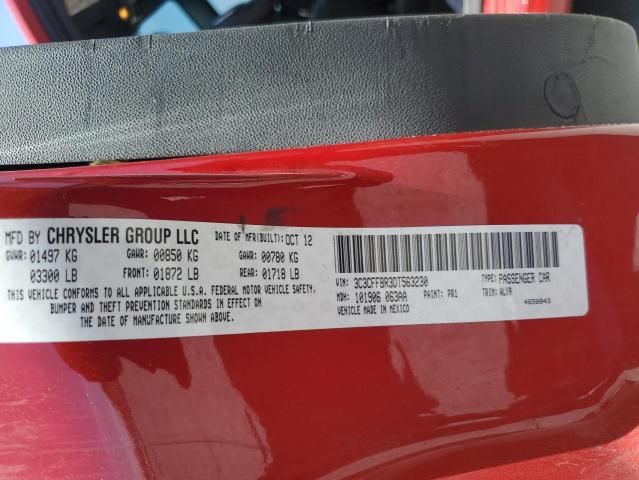 MFD BY CHRYSLER GROUP LLC DATE OF MFR(BUILT): OCT 12
GVWR: 01497 KG GAWR: 00850 KG GAWR: 00780 KG
03300 LB FRONT: 01872 LB REAR: 01718 LB
THIS VEHICLE CONFORMS TO ALL APPLICABLE U.S.A. FEDERAL MOTOR VEHICLE SAFETY,
BUMPER AND THEFT PREVENTION STANDARDS IN EFFECT ON
THE DATE OF MANUFACTURE SHOWN ABOVE.
VIN: 3C3CFFBR3DT563230 TYPE: PASSENGER CAR
MDH: 101906 063AA PAINT: PR1 TRIM: ALX9
VEHICLE MADE IN MEXICO 4658843